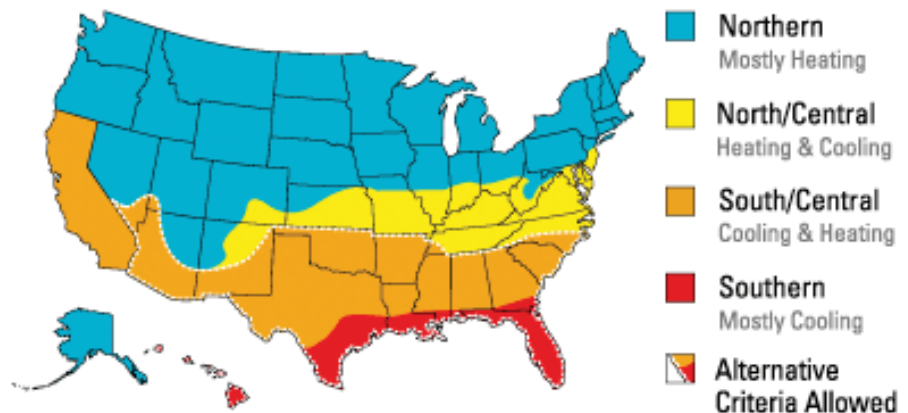 Northern
Mostly Heating
North/Central
Heating & Cooling
South/Central
Cooling & Heating
Southern
Mostly Cooling
Alternative
Criteria Allowed